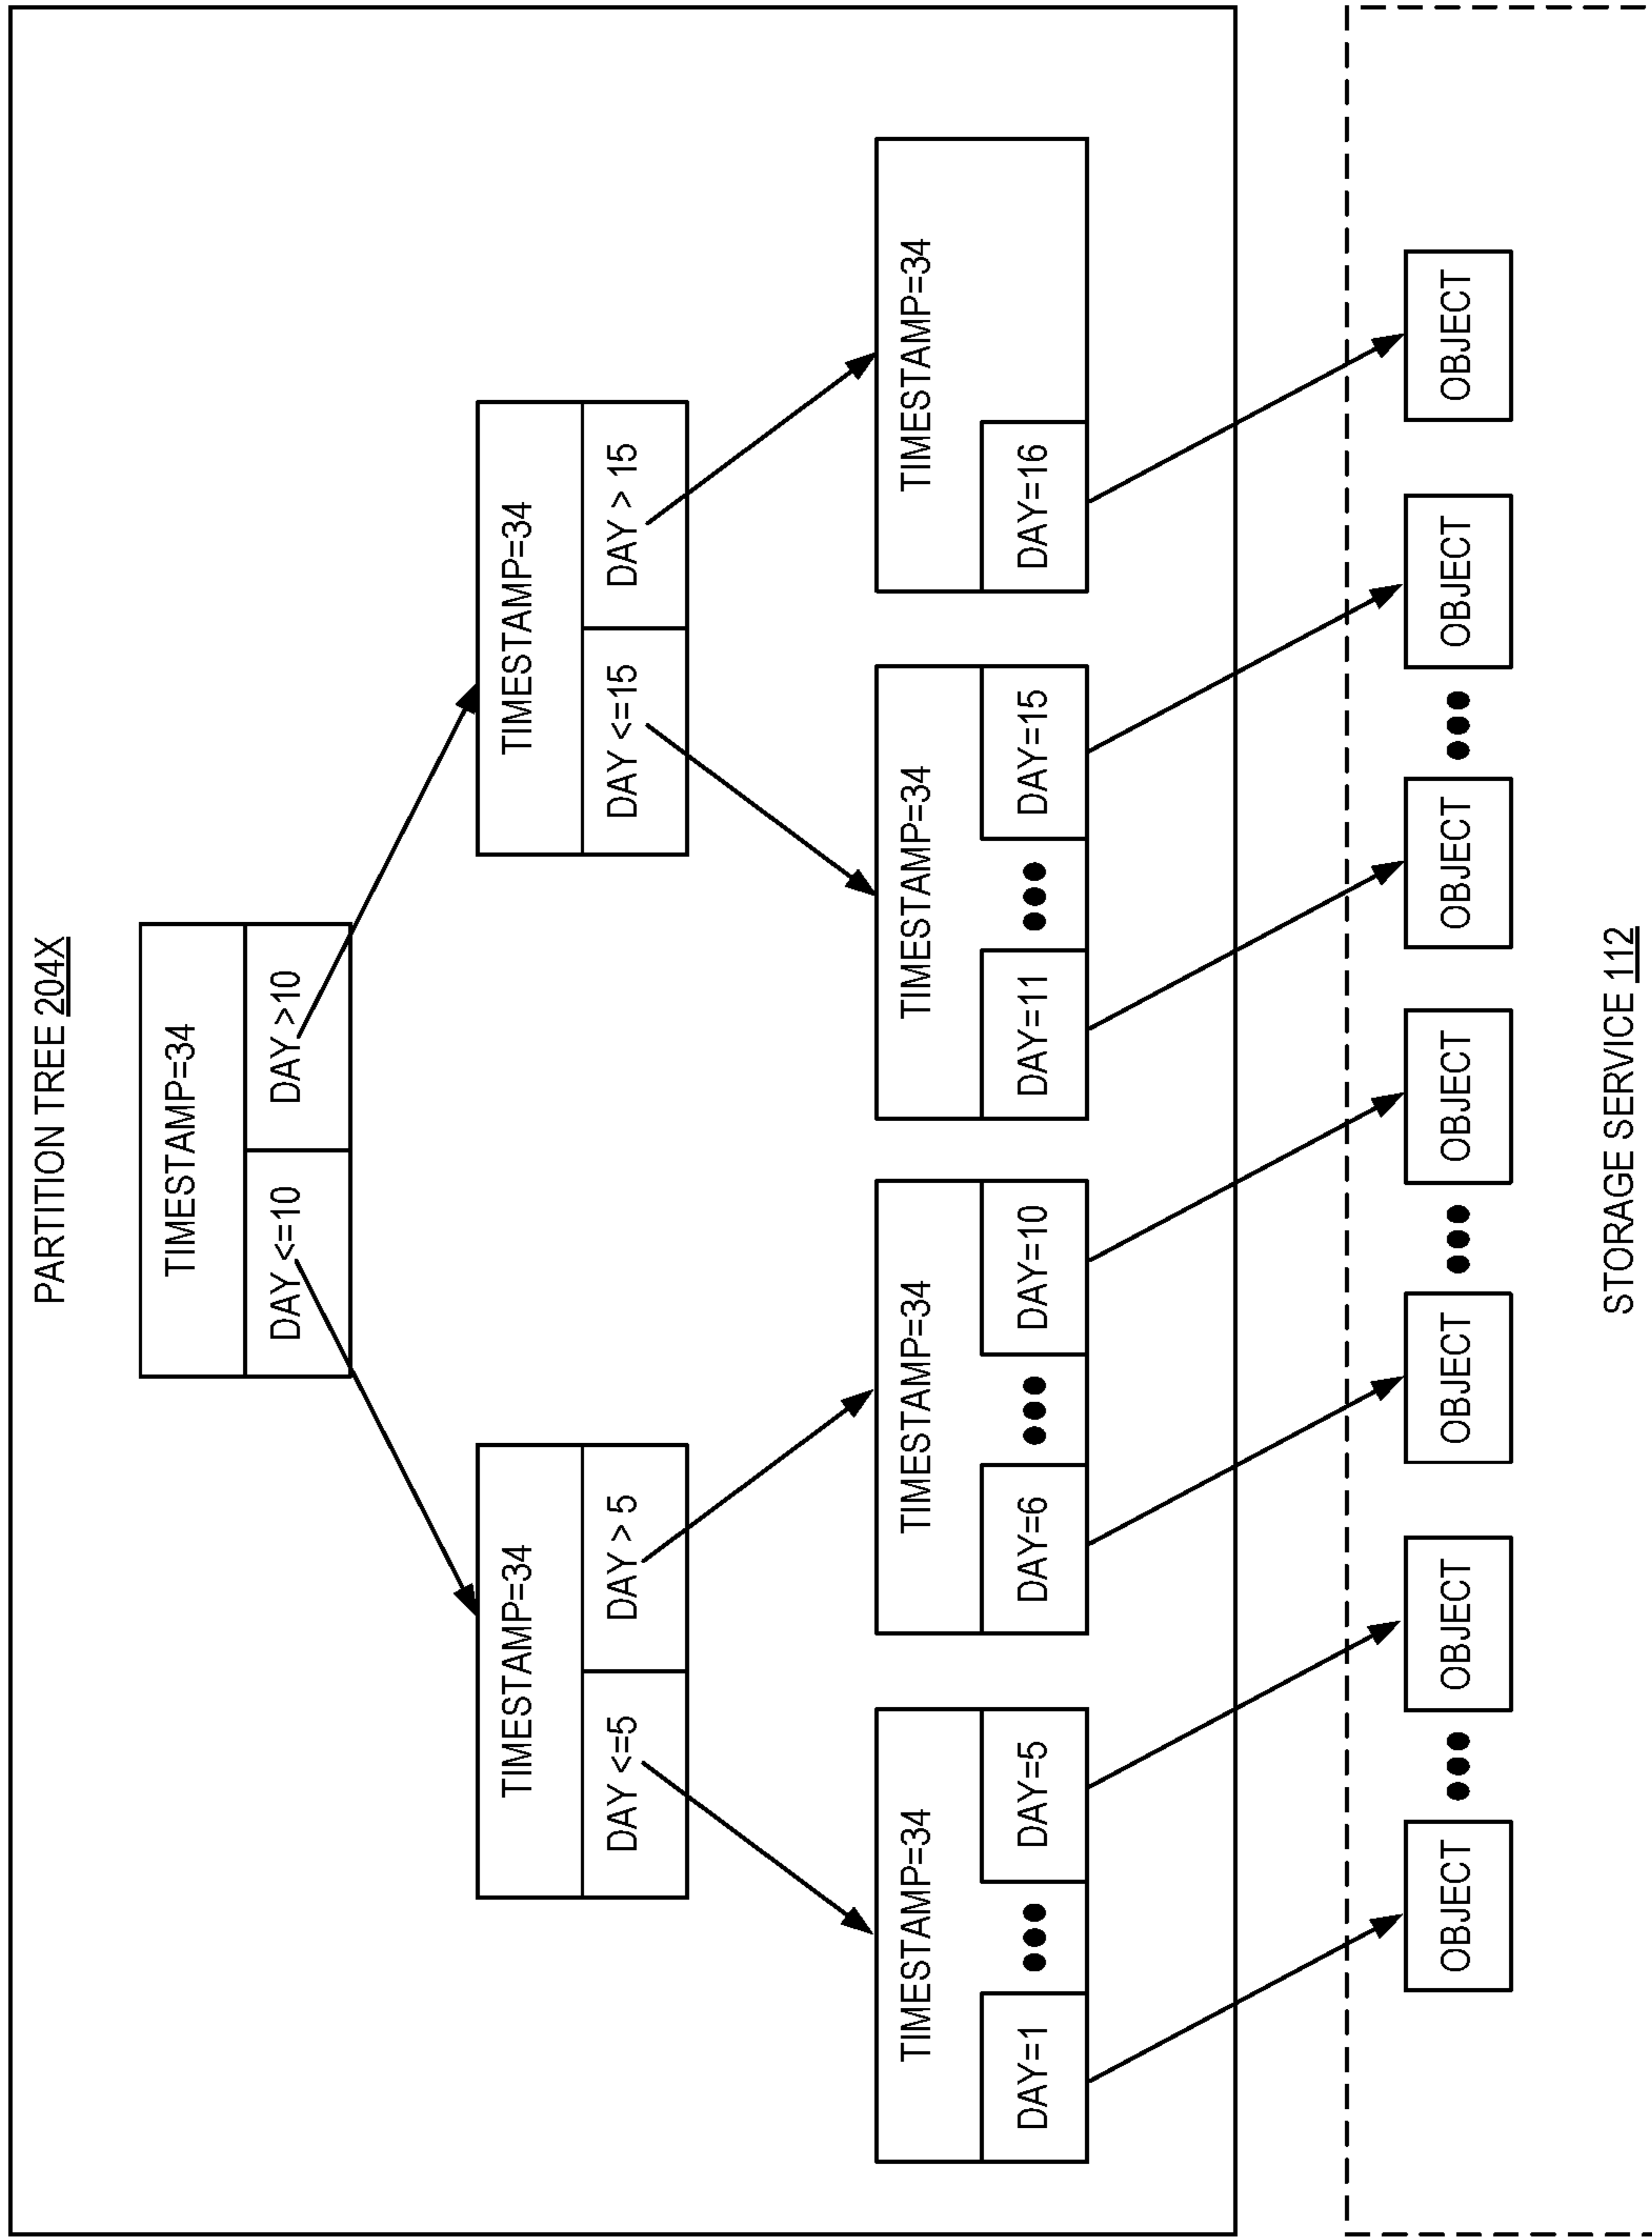 PARTITION TREE 204X
TIMESTAMP=34
DAY <=10
DAY >10
TIMESTAMP=34
DAY <=5
DAY > 5
TIMESTAMP=34
DAY <=15
DAY > 15
TIMESTAMP=34
DAY=1
DAY=5
TIMESTAMP=34
DAY=6
DAY=10
TIMESTAMP=34
DAY=11
DAY=15
TIMESTAMP=34
DAY=16
OBJECT
OBJECT
OBJECT
OBJECT
OBJECT
OBJECT
OBJECT
STORAGE SERVICE 112